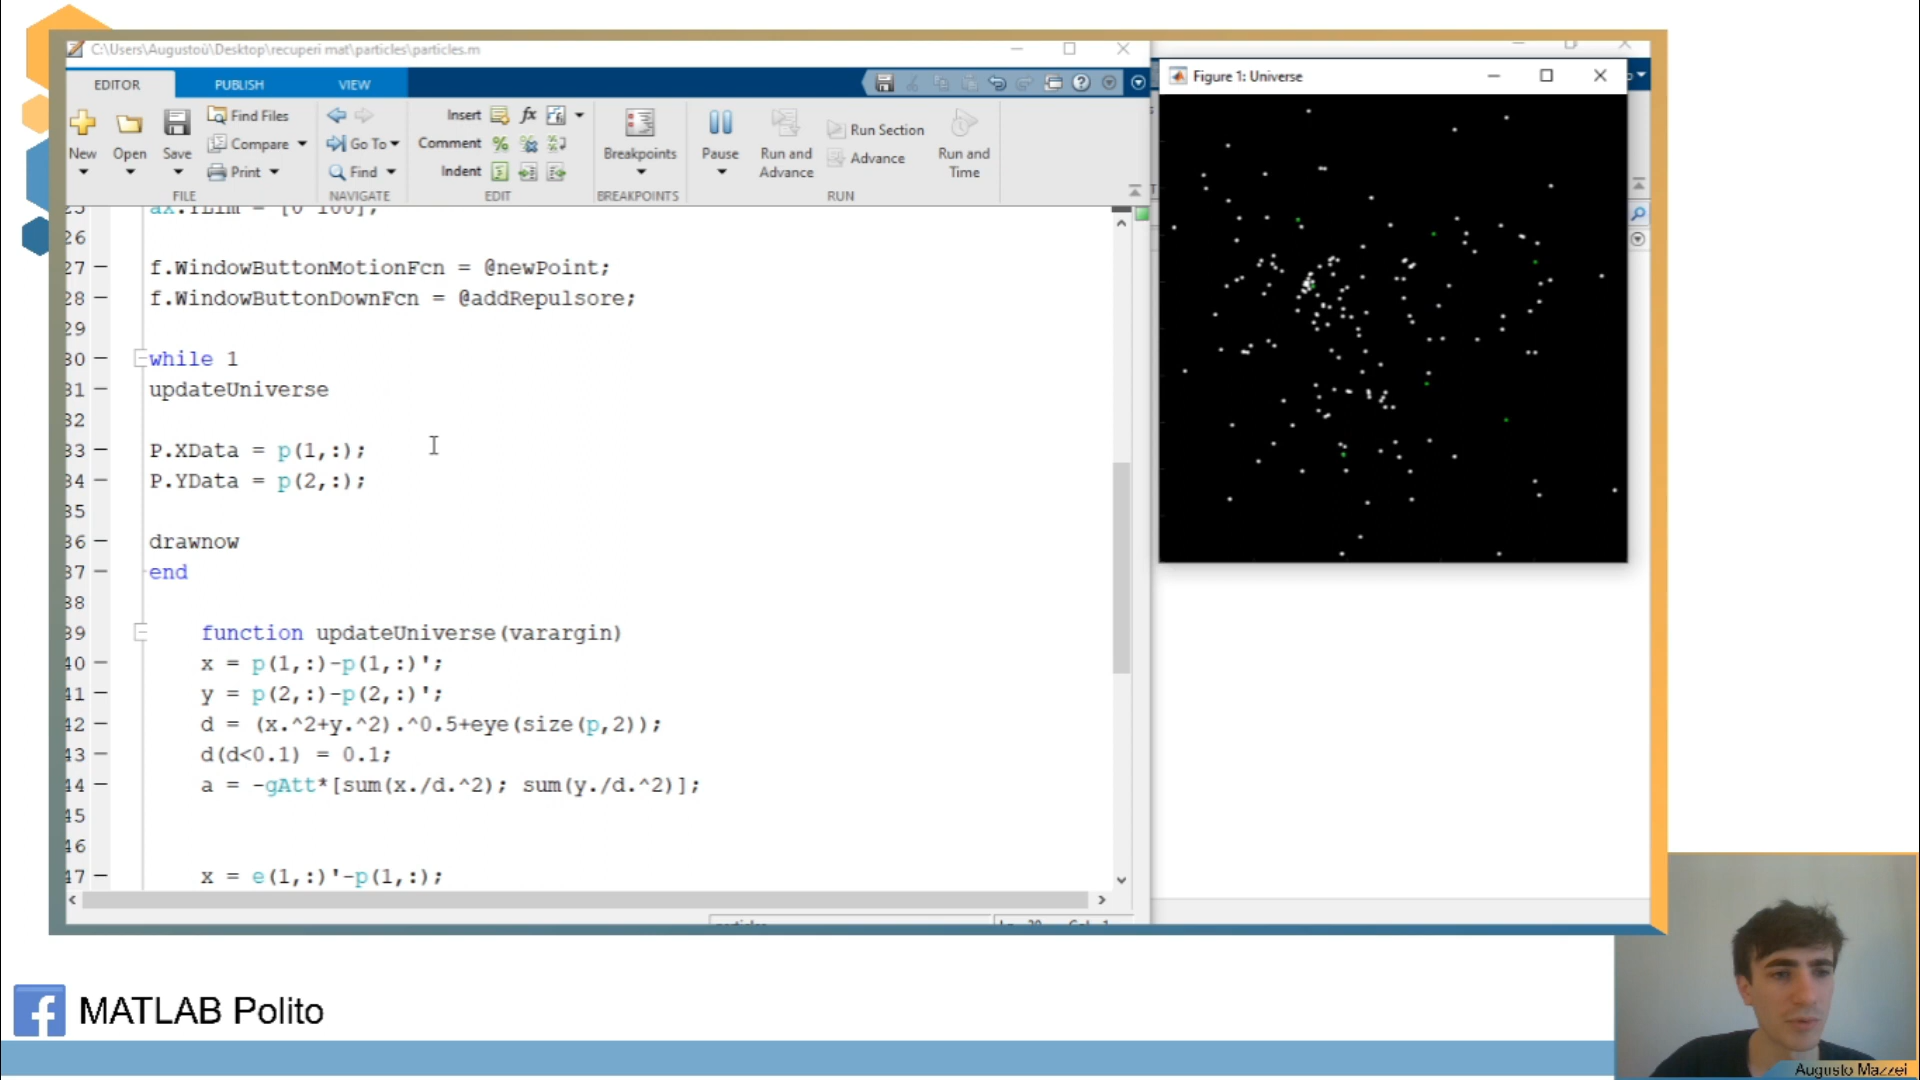 C:\Users\Augustoù\Desktop\recuperi mat\particles\particles.m
EDITOR
PUBLISH
VIEW
New
Open
Save
Find Files
Compare
Print
FILE
Go To
Find
NAVIGATE
Insert
Comment
Indent
EDIT
Breakpoints
BREAKPOINTS
Pause
Run and Advance
Run Section
Advance
Run and Time
RUN
ax.YLim = [0 100];
26
27 f.WindowButtonMotionFcn = @newPoint;
28 f.WindowButtonDownFcn = @addRepulsore;
29
30 while 1
31 updateUniverse
32
33 P.XData = p(1,:);
34 P.YData = p(2,:);
35
36 drawnow
37 end
38
39 function updateUniverse(varargin)
40 x = p(1,:)-p(1,:)';
41 y = p(2,:)-p(2,:)';
42 d = (x.^2+y.^2).^0.5+eye(size(p,2));
43 d(d<0.1) = 0.1;
44 a = -gAtt*[sum(x./d.^2); sum(y./d.^2)];
45
46
47 x = e(1,:)'-p(1,:);
Figure 1: Universe
MATLAB Polito
Augusto Mazzei